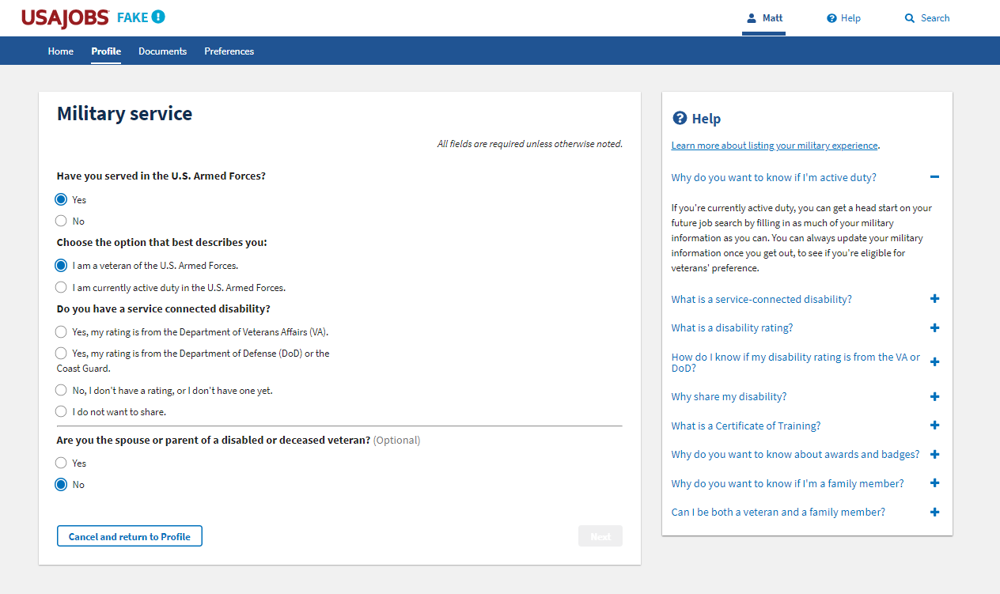 USAJOBS FAKE
Matt
Help
Search
Home
Profile
Documents
Preferences
Military service
All fields are required unless otherwise noted.
Have you served in the U.S. Armed Forces?
Yes
No
Choose the option that best describes you:
I am a veteran of the U.S. Armed Forces.
I am currently active duty in the U.S. Armed Forces.
Do you have a service connected disability?
Yes, my rating is from the Department of Veterans Affairs (VA).
Yes, my rating is from the Department of Defense (DoD) or the
Coast Guard.
No, I don't have a rating, or I don't have one yet.
I do not want to share.
Are you the spouse or parent of a disabled or deceased veteran? (Optional)
Yes
No
Cancel and return to Profile
Next
Help
Learn more about listing your military experience.
Why do you want to know if I'm active duty?
If you're currently active duty, you can get a head start on your
future job search by filling in as much of your military
information as you can. You can always update your military
information once you get out, to see if you're eligible for
veterans' preference.
What is a service-connected disability?
What is a disability rating?
How do I know if my disability rating is from the VA or
DoD?
Why share my disability?
What is a Certificate of Training?
Why do you want to know about awards and badges?
Why do you want to know if I'm a family member?
Can I be both a veteran and a family member?